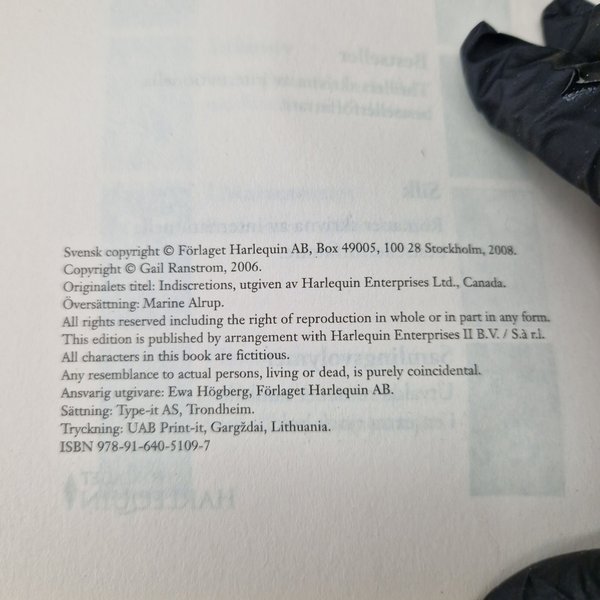 Svensk copyright © Förlaget Harlequin AB, Box 49005, 100 28 Stockholm, 2008.
Copyright © Gail Ranstrom, 2006.
Originalets titel: Indiscretions, utgiven av Harlequin Enterprises Ltd., Canada.
Översättning: Marine Alrup.
All rights reserved including the right of reproduction in whole or in part in any form.
This edition is published by arrangement with Harlequin Enterprises II B.V. / S.à r.l.
All characters in this book are fictitious.
Any resemblance to actual persons, living or dead, is purely coincidental.
Ansvarig utgivare: Ewa Högberg, Förlaget Harlequin AB.
Sättning: Type-it AS, Trondheim.
Tryckning: UAB Print-it, Gargždai, Lithuania.
ISBN 978-91-640-5109-7